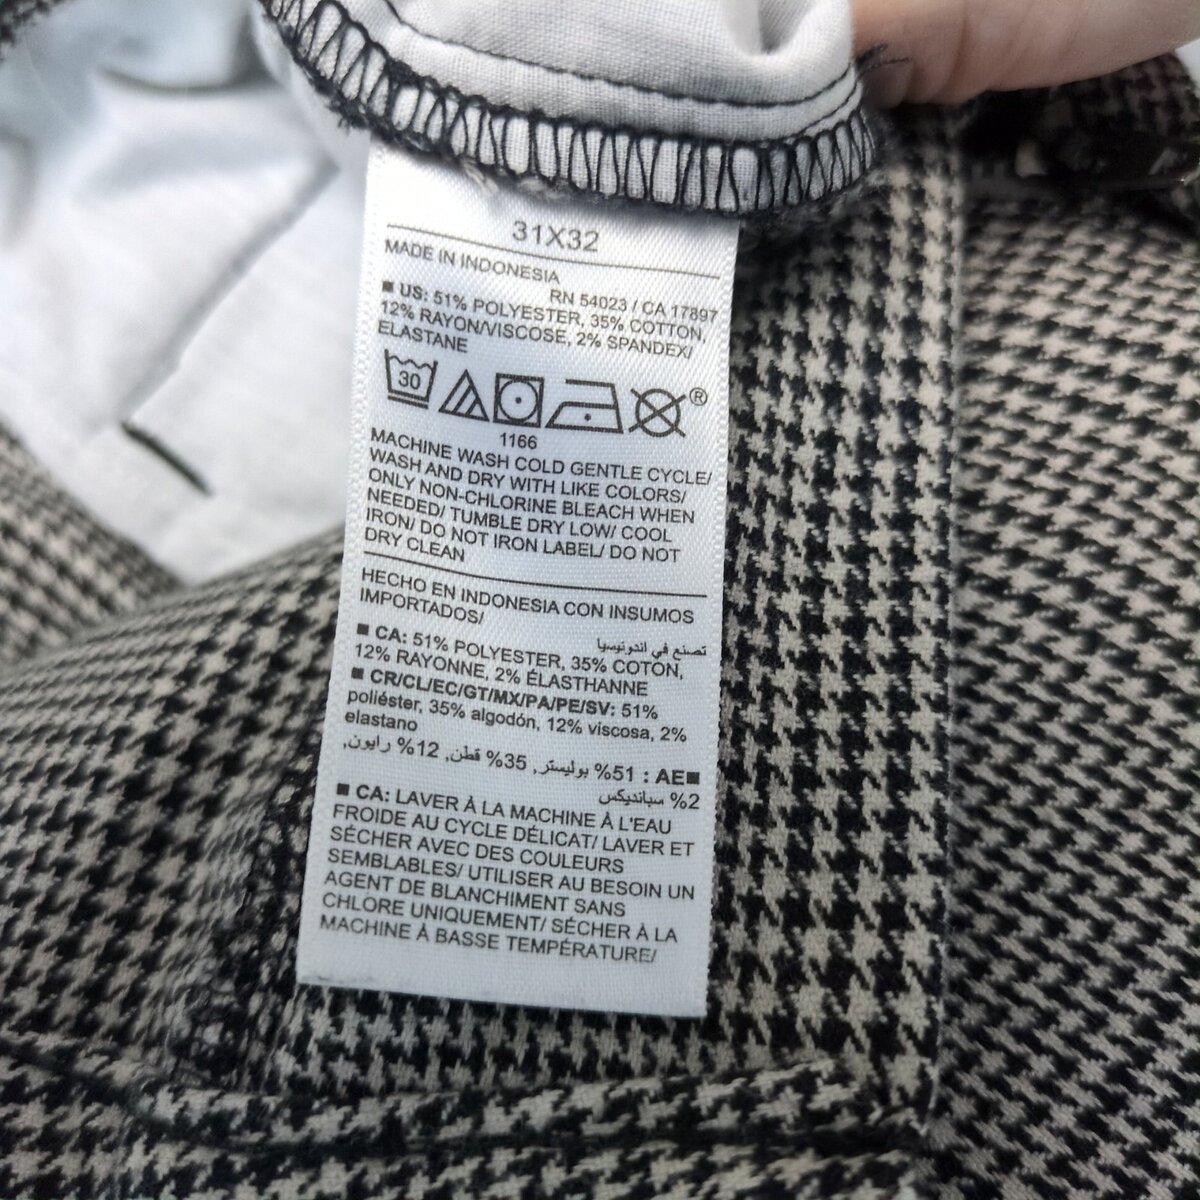 31X32
MADE IN INDONESIA
RN 54023 / CA 17897
■ US: 51% POLYESTER, 35% COTTON,
12% RAYON/VISCOSE, 2% SPANDEX/
ELASTANE
30
®
1166
MACHINE WASH COLD GENTLE CYCLE/
WASH AND DRY WITH LIKE COLORS/
ONLY NON-CHLORINE BLEACH WHEN
NEEDED/ TUMBLE DRY LOW/ COOL
IRON/ DO NOT IRON LABEL/ DO NOT
DRY CLEAN
HECHO EN INDONESIA CON INSUMOS
IMPORTADOS/
تصنع في اندونيسيا
■ CA: 51% POLYESTER, 35% COTON,
12% RAYONNE, 2% ÉLASTHANNE
■ CR/CL/EC/GT/MX/PA/PE/SV: 51%
poliéster, 35% algodón, 12% viscosa, 2%
elastano
■AE : 51% بوليستر, 35% قطن, 12% رايون,
2% سبانديكس
■ CA: LAVER À LA MACHINE À L'EAU
FROIDE AU CYCLE DÉLICAT/ LAVER ET
SÉCHER AVEC DES COULEURS
SEMBLABLES/ UTILISER AU BESOIN UN
AGENT DE BLANCHIMENT SANS
CHLORE UNIQUEMENT/ SÉCHER À LA
MACHINE À BASSE TEMPÉRATURE/